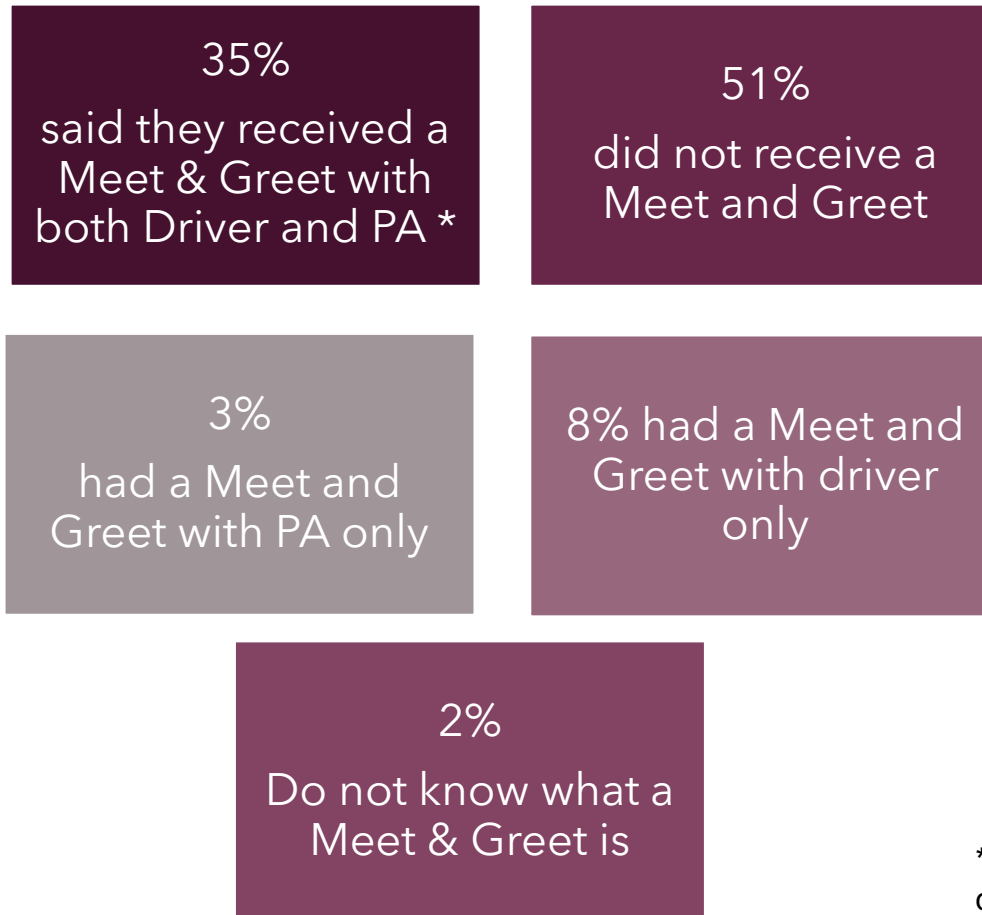 35%
said they received a
Meet & Greet with
both Driver and PA *
51%
did not receive a
Meet and Greet
3%
had a Meet and
Greet with PA only
8% had a Meet and
Greet with driver
only
2%
Do not know what a
Meet & Greet is
*